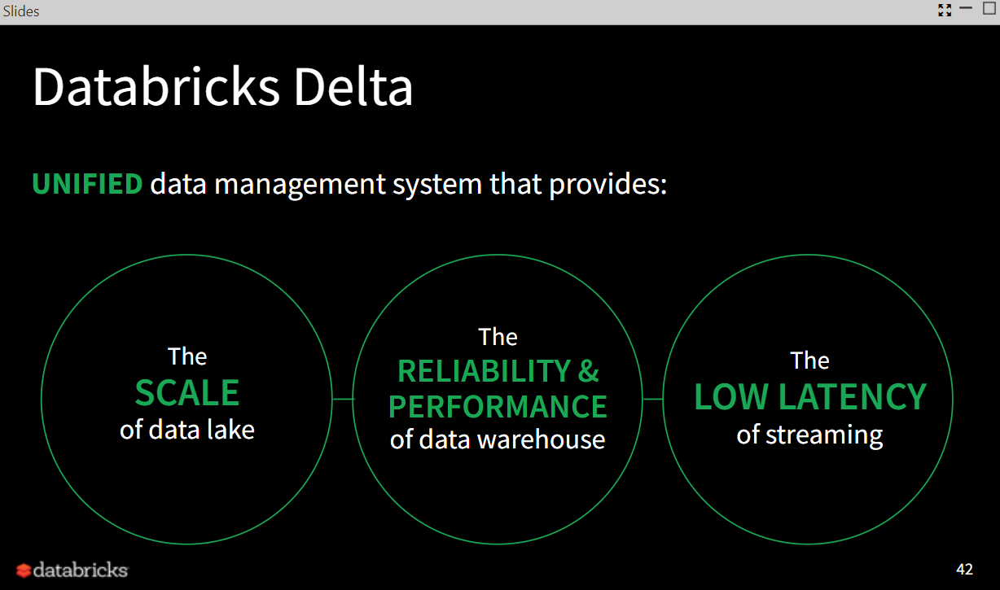 Slides
Databricks Delta
UNIFIED data management system that provides:
The
SCALE
of data lake
The
RELIABILITY &
PERFORMANCE
of data warehouse
The
LOW LATENCY
of streaming
databricks
42